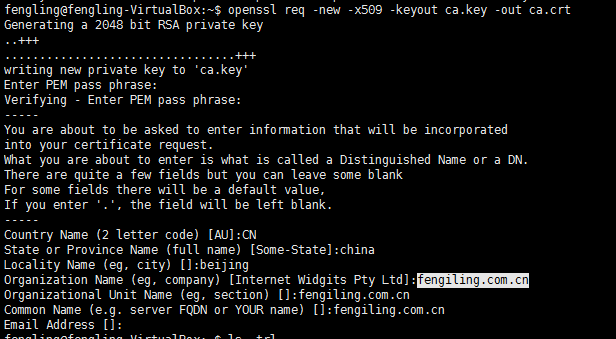 fengling@fengling-VirtualBox:~$ openssl req -new -x509 -keyout ca.key -out ca.crt
Generating a 2048 bit RSA private key
..+++
.................................+++
writing new private key to 'ca.key'
Enter PEM pass phrase:
Verifying - Enter PEM pass phrase:
-----
You are about to be asked to enter information that will be incorporated
into your certificate request.
What you are about to enter is what is called a Distinguished Name or a DN.
There are quite a few fields but you can leave some blank
For some fields there will be a default value,
If you enter '.', the field will be left blank.
-----
Country Name (2 letter code) [AU]:CN
State or Province Name (full name) [Some-State]:china
Locality Name (eg, city) []:beijing
Organization Name (eg, company) [Internet Widgits Pty Ltd]:fengiling.com.cn
Organizational Unit Name (eg, section) []:fengiling.com.cn
Common Name (e.g. server FQDN or YOUR name) []:fengiling.com.cn
Email Address []:
fengling@fengling-VirtualBox:~$ ls -trl